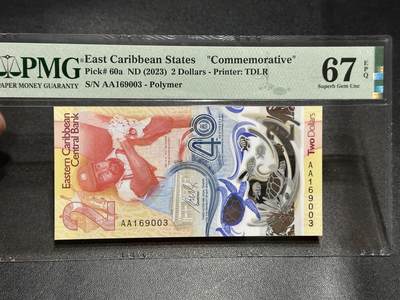 PMG
PAPER MONEY GUARANTY
East Caribbean States "Commemorative"
Pick# 60a ND (2023) 2 Dollars - Printer: TDLR
S/N AA169003 - Polymer
67 EPQ
Superb Gem Unc
Eastern Caribbean
Central Bank
2
40
AA169003
Two Dollars
AA169003